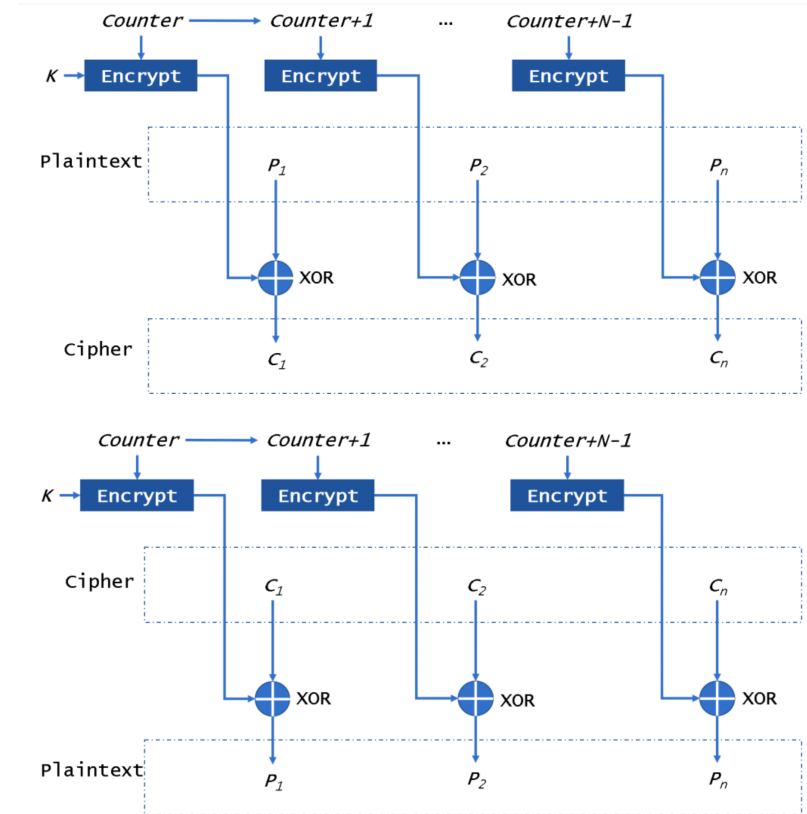 Counter Counter+1 ... Counter+N-1
K Encrypt Encrypt Encrypt
Plaintext P1 P2 Pn
XOR XOR XOR
Cipher C1 C2 Cn
Counter Counter+1 ... Counter+N-1
K Encrypt Encrypt Encrypt
Cipher C1 C2 Cn
XOR XOR XOR
Plaintext P1 P2 Pn